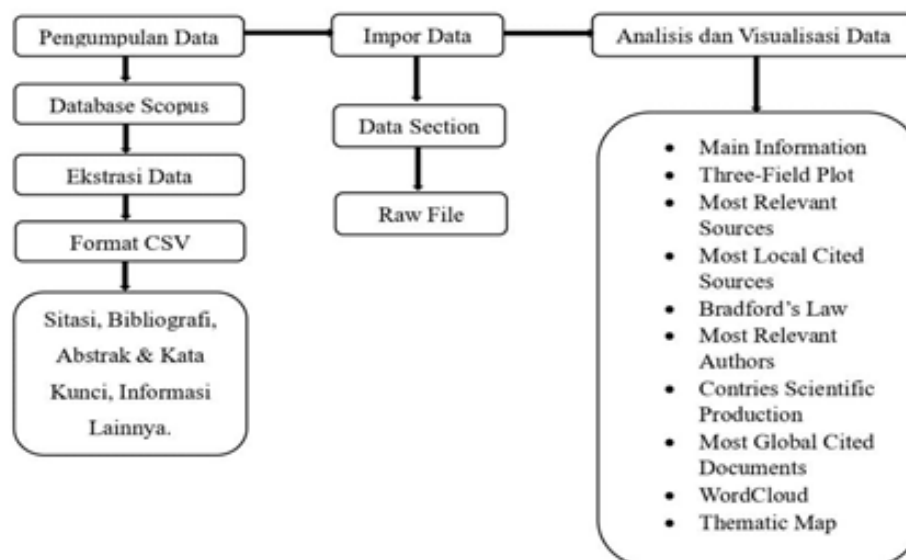 Pengumpulan Data
Impor Data
Analisis dan Visualisasi Data
Database Scopus
Ekstrasi Data
Format CSV
Sitasi, Bibliografi,
Abstrak & Kata
Kunci, Informasi
Lainnya.
Data Section
Raw File
• Main Information
• Three-Field Plot
• Most Relevant
Sources
• Most Local Cited
Sources
• Bradford's Law
• Most Relevant
Authors
• Contries Scientific
Production
• Most Global Cited
Documents
• WordCloud
• Thematic Map